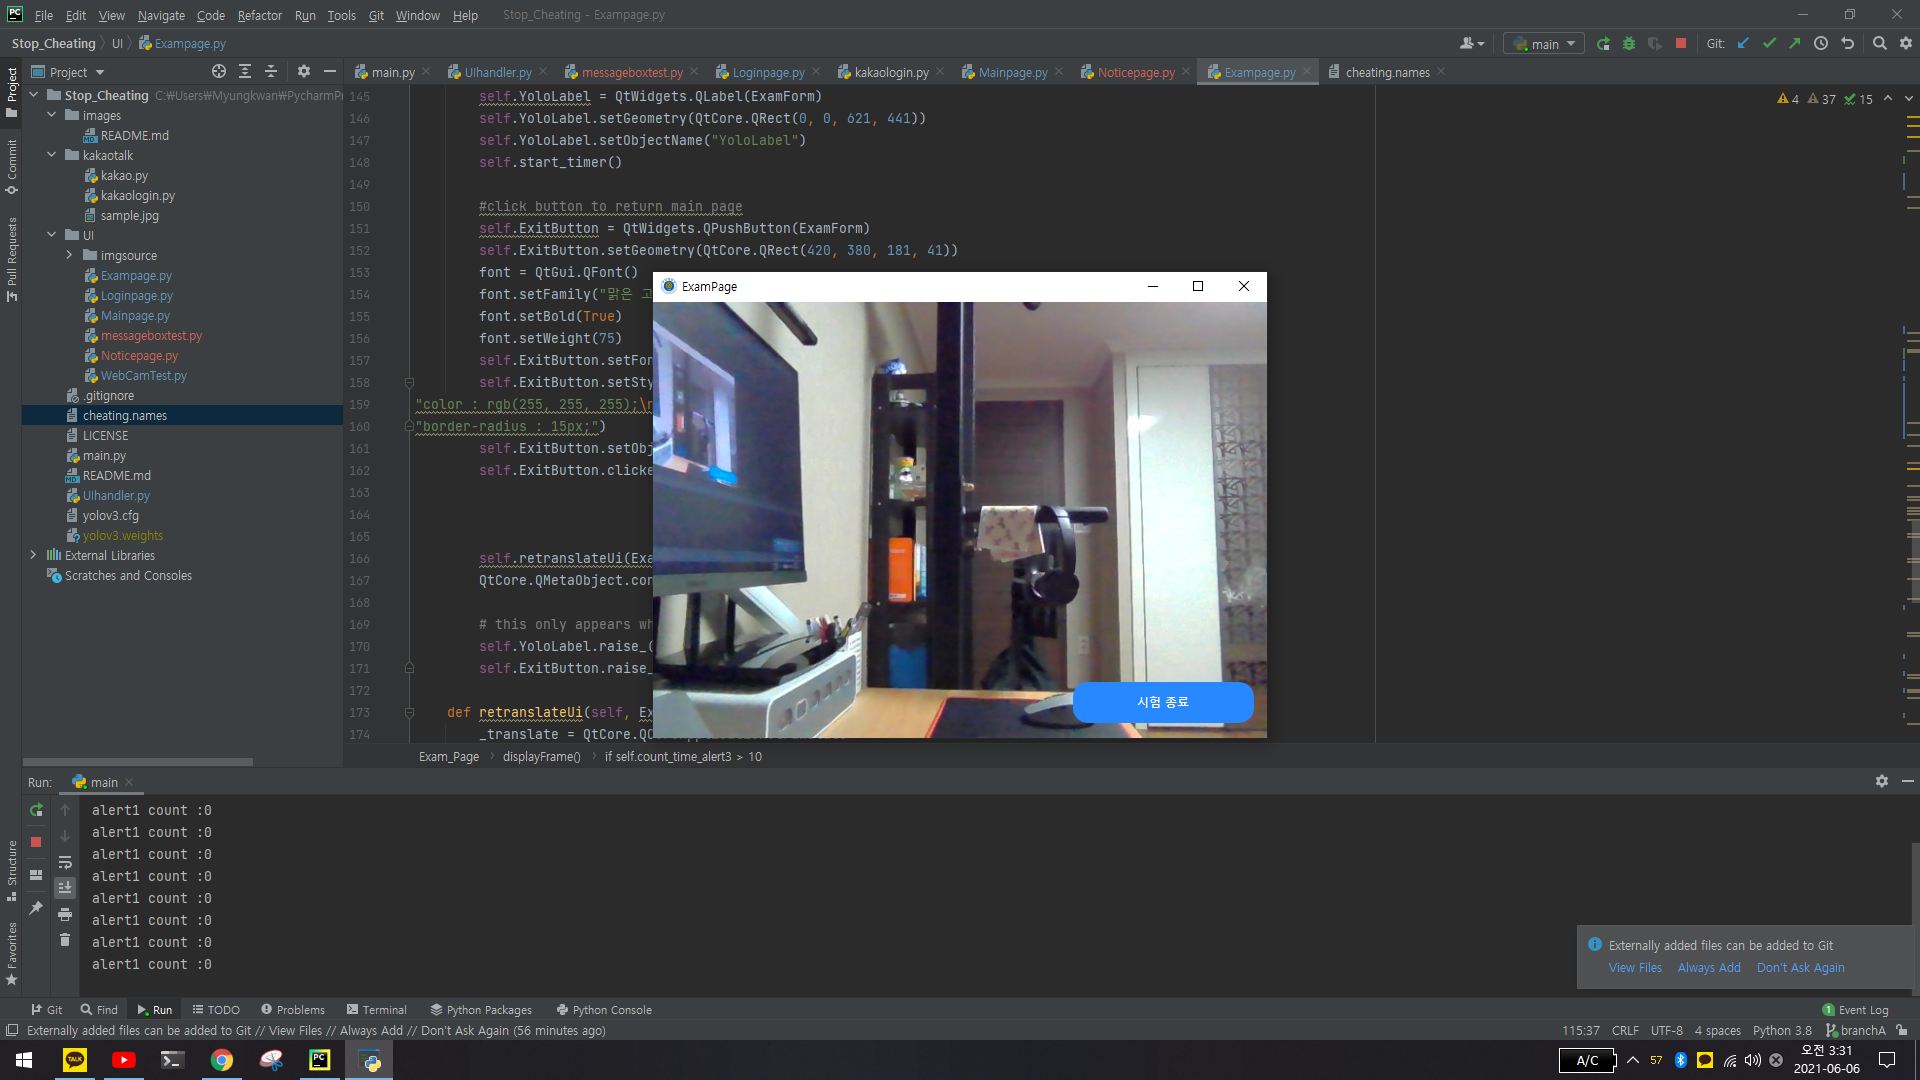 PC File Edit View Navigate Code Refactor Run Tools Git Window Help Stop_Cheating - Exampage.py
Stop_Cheating UI Exampage.py main Git:
Project main.py UIhandler.py messageboxtest.py Loginpage.py kakaologin.py Mainpage.py Noticepage.py Exampage.py cheating.names
Project
Commit
Pull Requests
Structure
Favorites
Stop_Cheating C:₩Users₩Myungkwan₩PycharmPr
images
README.md
kakaotalk
kakao.py
kakaologin.py
sample.jpg
UI
imgsource
Exampage.py
Loginpage.py
Mainpage.py
messageboxtest.py
Noticepage.py
WebCamTest.py
.gitignore
cheating.names
LICENSE
main.py
README.md
UIhandler.py
yolov3.cfg
yolov3.weights
External Libraries
Scratches and Consoles
4 37 15
145 self.YoloLabel = QtWidgets.QLabel(ExamForm)
146 self.YoloLabel.setGeometry(QtCore.QRect(0, 0, 621, 441))
147 self.YoloLabel.setObjectName("YoloLabel")
148 self.start_timer()
149
150 #click button to return main page
151 self.ExitButton = QtWidgets.QPushButton(ExamForm)
152 self.ExitButton.setGeometry(QtCore.QRect(420, 380, 181, 41))
153 font = QtGui.QFont()
154 font.setFamily("맑은 고
155 font.setBold(True)
156 font.setWeight(75)
157 self.ExitButton.setFon
158 self.ExitButton.setSty
159 "color : rgb(255, 255, 255);\n
160 "border-radius : 15px;")
161 self.ExitButton.setObj
162 self.ExitButton.clicke
163
164
165
166 self.retranslateUi(Exa
167 QtCore.QMetaObject.con
168
169 # this only appears wh
170 self.YoloLabel.raise_(
171 self.ExitButton.raise_
172
173 def retranslateUi(self, Ex
174 _translate = QtCore.QC
ExamPage
시험 종료
Exam_Page displayFrame() if self.count_time_alert3 > 10
Run: main
alert1 count :0
alert1 count :0
alert1 count :0
alert1 count :0
alert1 count :0
alert1 count :0
alert1 count :0
alert1 count :0
Externally added files can be added to Git
View Files Always Add Don't Ask Again
Git Find Run TODO Problems Terminal Python Packages Python Console 1 Event Log
Externally added files can be added to Git // View Files // Always Add // Don't Ask Again (56 minutes ago) 115:37 CRLF UTF-8 4 spaces Python 3.8 branchA
TALK PC A/C 57 오전 3:31
2021-06-06